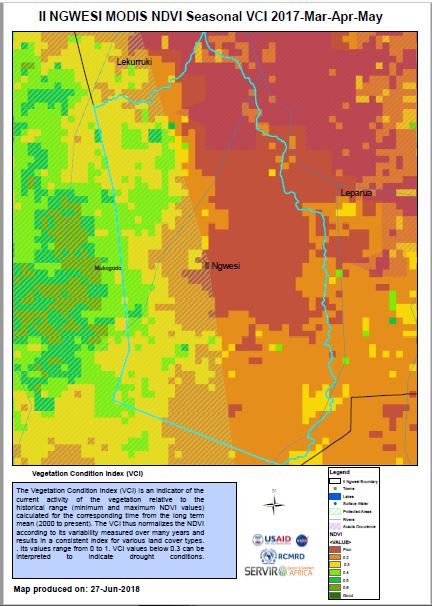 Il NGWESI MODIS NDVI Seasonal VCI 2017-Mar-Apr-May
Lekurruki
Leparua
Mukogodo
Il Ngwesi
Vegetation Condition Index (VCI)
The Vegetation Condition Index (VCI) is an indicator of the
current activity of the vegetation relative to the
historical range (minimum and maximum NDVI values)
calculated for the corresponding time from the long term
mean (2000 to present). The VCI thus normalizes the NDVI
according to its variability measured over many years and
results in a consistent index for various land cover types.
. Its values range from 0 to 1. VCI values below 0.3 can be
interpreted to indicate drought conditions.
Map produced on: 27-Jun-2018
USAID
NASA
RCMRD
SERVIR
AFRICA
Legend
Il Ngwesi Boundary
Towns
Lakes
Surface Water
Protected Areas
Rivers
Acacia Occurence
NDVI
<VALUE>
Poor
0.2
0.3
0.4
0.5
0.6
Good